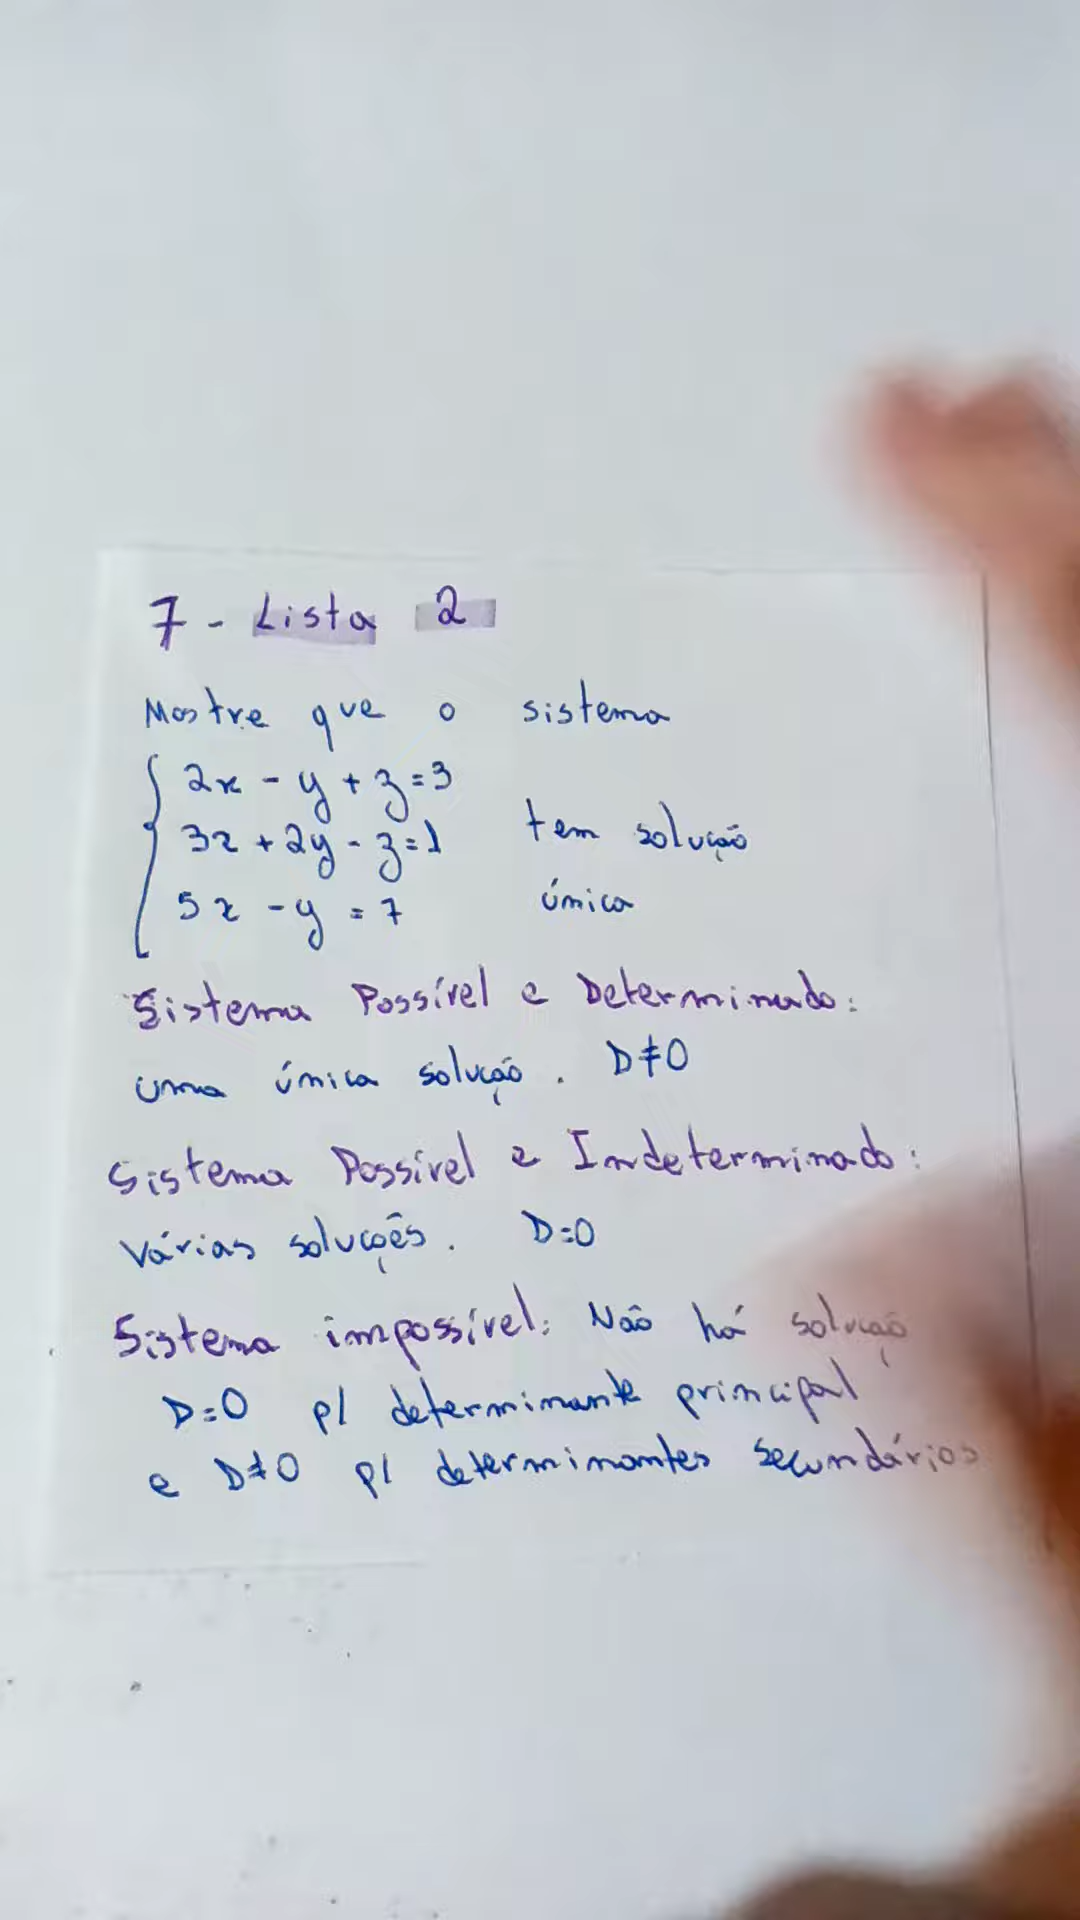 7 - Lista 2
Mostre que o sistema
2x - y + z = 3
3x + 2y - z = 1 tem solução
5x - y = 7 única
Sistema Possível e Determinado:
uma única solução. D≠0
Sistema Possível e Indeterminado:
Várias soluções. D=0
Sistema impossível: Não há solução
D=0 p/ determinante principal
e D≠0 p/ determinantes secundários